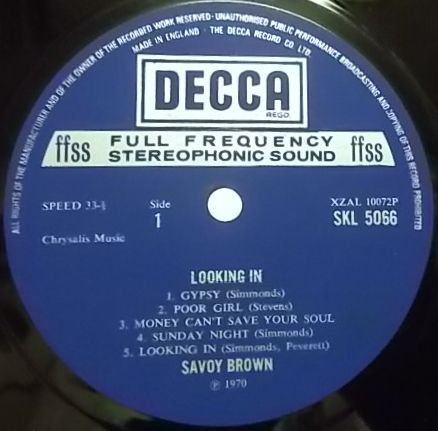 ALL RIGHTS OF THE MANUFACTURER AND OF THE OWNER OF THE RECORDED WORK RESERVED · UNAUTHORISED PUBLIC PERFORMANCE BROADCASTING AND COPYING OF THIS RECORD PROHIBITED
MADE IN ENGLAND · THE DECCA RECORD CO. LTD.
DECCA
REGD.
ffss FULL FREQUENCY STEREOPHONIC SOUND ffss
SPEED 33⅓
Side
1
XZAL 10072P
SKL 5066
Chrysalis Music
LOOKING IN
1. GYPSY (Simmonds)
2. POOR GIRL (Stevens)
3. MONEY CAN'T SAVE YOUR SOUL
4. SUNDAY NIGHT (Simmonds)
5. LOOKING IN (Simmonds, Peverett)
SAVOY BROWN
℗ 1970